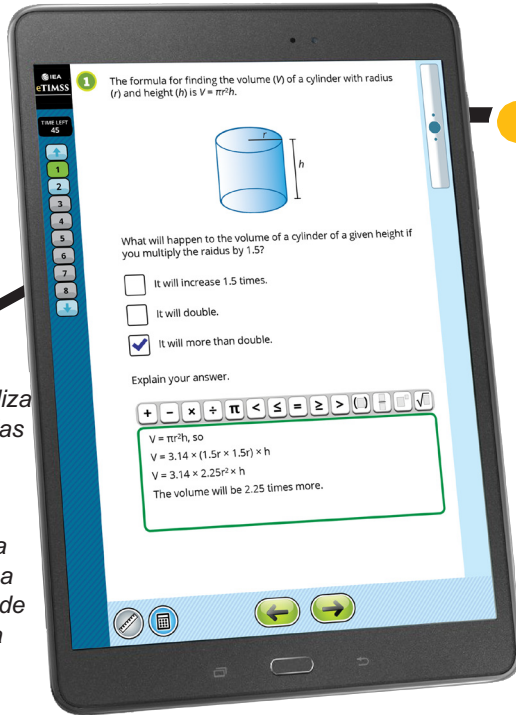 IEA
eTIMSS
TIME LEFT
45
1
2
3
4
5
6
7
8
1
The formula for finding the volume (V) of a cylinder with radius
(r) and height (h) is V = πr²h.
r
h
What will happen to the volume of a cylinder of a given height if
you multiply the raidus by 1.5?
It will increase 1.5 times.
It will double.
It will more than double.
Explain your answer.
+ − × ÷ π < ≤ = ≥ > () √
V = πr²h, so
V = 3.14 × (1.5r × 1.5r) × h
V = 3.14 × 2.25r² × h
The volume will be 2.25 times more.
liza
as
a
a
de